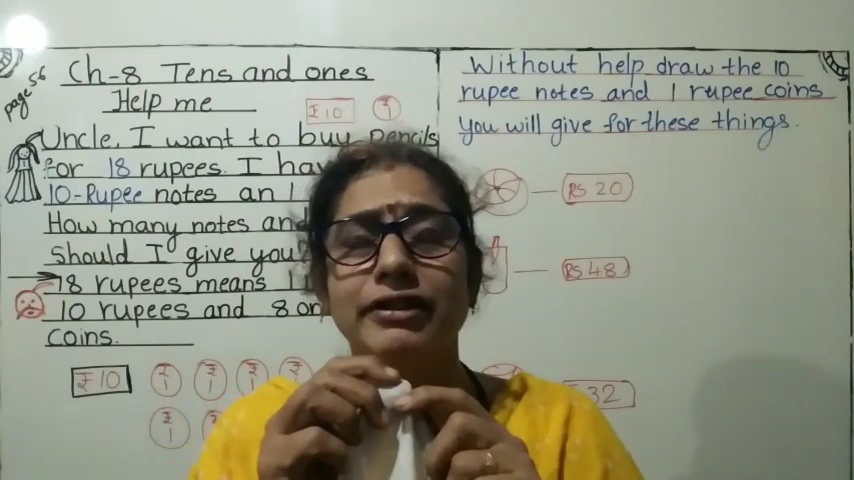 page 56
Ch-8 Tens and ones
Help me
₹10 ₹1
Uncle, I want to buy pencils
for 18 rupees. I hav
10-Rupee notes an 1
How many notes and
should I give you?
18 rupees means 1
10 rupees and 8 on
coins.
₹10 ₹1 ₹1 ₹1 ₹
₹1 ₹
Without help draw the 10
rupee notes and 1 rupee coins
you will give for these things.
RS 20
RS 48
32